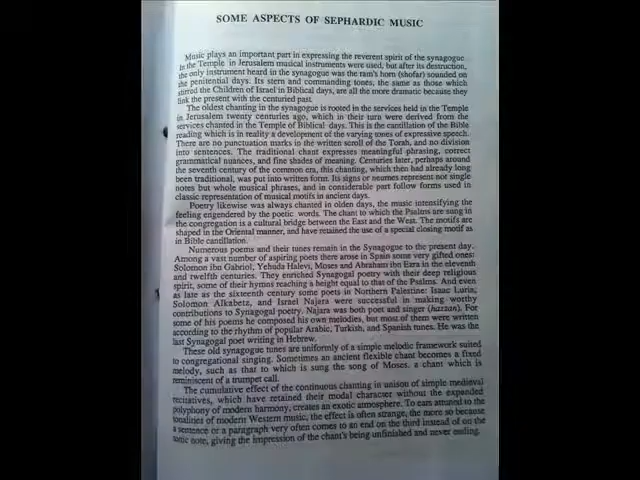 SOME ASPECTS OF SEPHARDIC MUSIC
Music plays an important part in expressing the reverent spirit of the synagogue.
In the Temple in Jerusalem musical instruments were used, but after its destruction,
the only instrument heard in the synagogue was the ram's horn (shofar) sounded on
the penitential days. Its stern and commanding tones, the same as those which
stirred the Children of Israel in Biblical days, are all the more dramatic because they
link the present with the centuried past.
The oldest chanting in the synagogue is rooted in the services held in the Temple
in Jerusalem twenty centuries ago, which in their turn were derived from the
services chanted in the Temple of Biblical days. This is the cantillation of the Bible
reading which is in reality a development of the varying tones of expressive speech.
There are no punctuation marks in the written scroll of the Torah, and no division
into sentences. The traditional chant expresses meaningful phrasing, correct
grammatical nuances, and fine shades of meaning. Centuries later, perhaps around
the seventh century of the common era, this chanting, which then had already long
been traditional, was put into written form. Its signs or neumes represent not single
notes but whole musical phrases, and in considerable part follow forms used in
classic representation of musical motifs in ancient days.
Poetry likewise was always chanted in olden days, the music intensifying the
feeling engendered by the poetic words. The chant to which the Psalms are sung in
the congregation is a cultural bridge between the East and the West. The motifs are
shaped in the Oriental manner, and have retained the use of a special closing motif as
in Bible cantillation.
Numerous poems and their tunes remain in the Synagogue to the present day.
Among a vast number of aspiring poets there arose in Spain some very gifted ones:
Solomon ibn Gabriol, Yehuda Halevi, Moses and Abraham ibn Ezra in the eleventh
and twelfth centuries. They enriched Synagogal poetry with their deep religious
spirit, some of their hymns reaching a height equal to that of the Psalms. And even
as late as the sixteenth century some poets in Northern Palestine: Isaac Luria,
Solomon Alkabetz, and Israel Najara were successful in making worthy
contributions to Synagogal poetry. Najara was both poet and singer (hazzan). For
some of his poems he composed his own melodies, but most of them were written
according to the rhythm of popular Arabic, Turkish, and Spanish tunes. He was the
last Synagogal poet writing in Hebrew.
These old synagogue tunes are uniformly of a simple melodic framework suited
to congregational singing. Sometimes an ancient flexible chant becomes a fixed
melody, such as that to which is sung the song of Moses, a chant which is
reminiscent of a trumpet call.
The cumulative effect of the continuous chanting in unison of simple medieval
recitatives, which have retained their modal character without the expanded
polyphony of modern harmony, creates an exotic atmosphere. To ears attuned to the
tonalities of modern Western music, the effect is often strange, the more so because
a sentence or a paragraph very often comes to an end on the third instead of on the
tonic note, giving the impression of the chant's being unfinished and never ending.